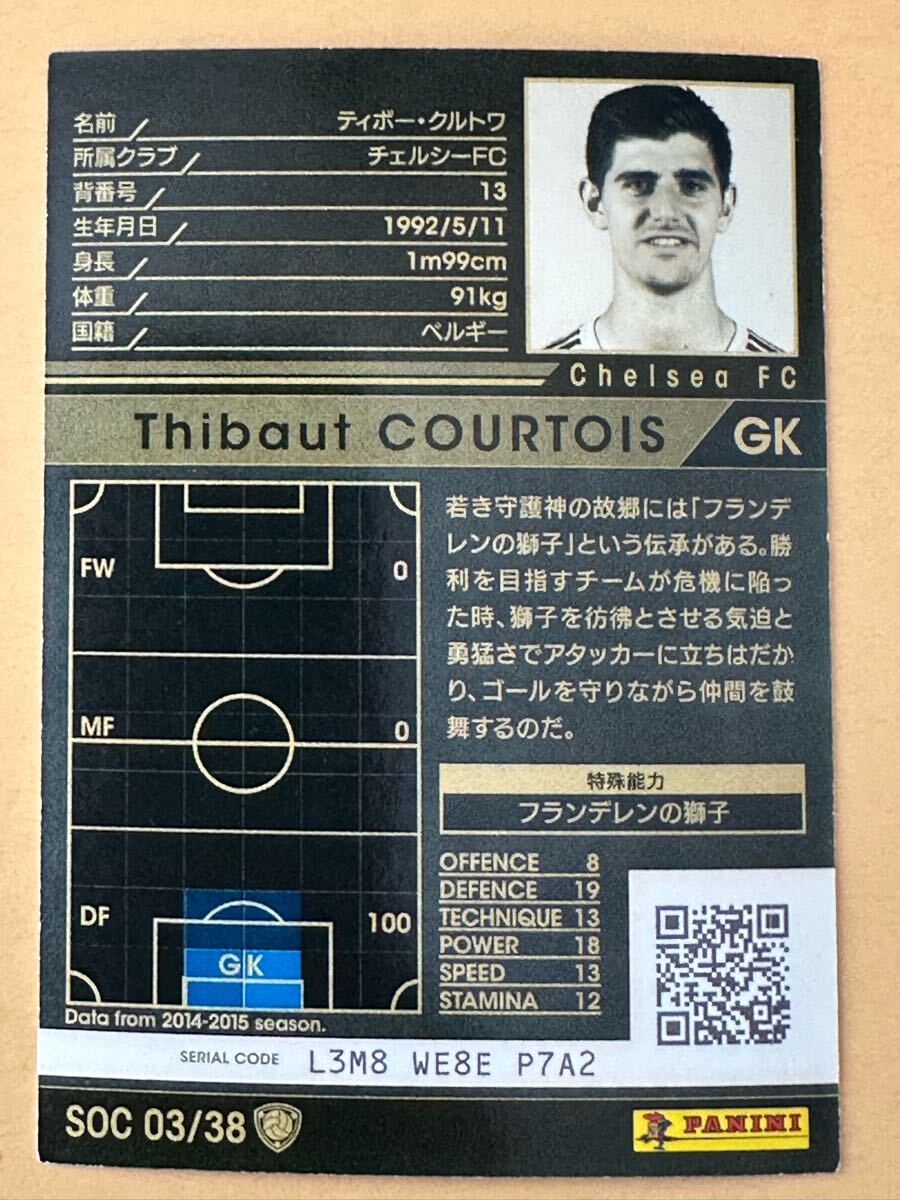 名前 ティボー・クルトワ
所属クラブ チェルシーFC
背番号 13
生年月日 1992/5/11
身長 1m99cm
体重 91kg
国籍 ベルギー
Chelsea FC
Thibaut COURTOIS GK
FW 0
MF 0
DF 100
GK
Data from 2014-2015 season.
若き守護神の故郷には「フランデ
レンの獅子」という伝承がある。勝
利を目指すチームが危機に陥っ
た時、獅子を彷彿とさせる気迫と
勇猛さでアタッカーに立ちはだか
り、ゴールを守りながら仲間を鼓
舞するのだ。
特殊能力
フランデレンの獅子
OFFENCE 8
DEFENCE 19
TECHNIQUE 13
POWER 18
SPEED 13
STAMINA 12
SERIAL CODE L3M8 WE8E P7A2
SOC 03/38
PANINI